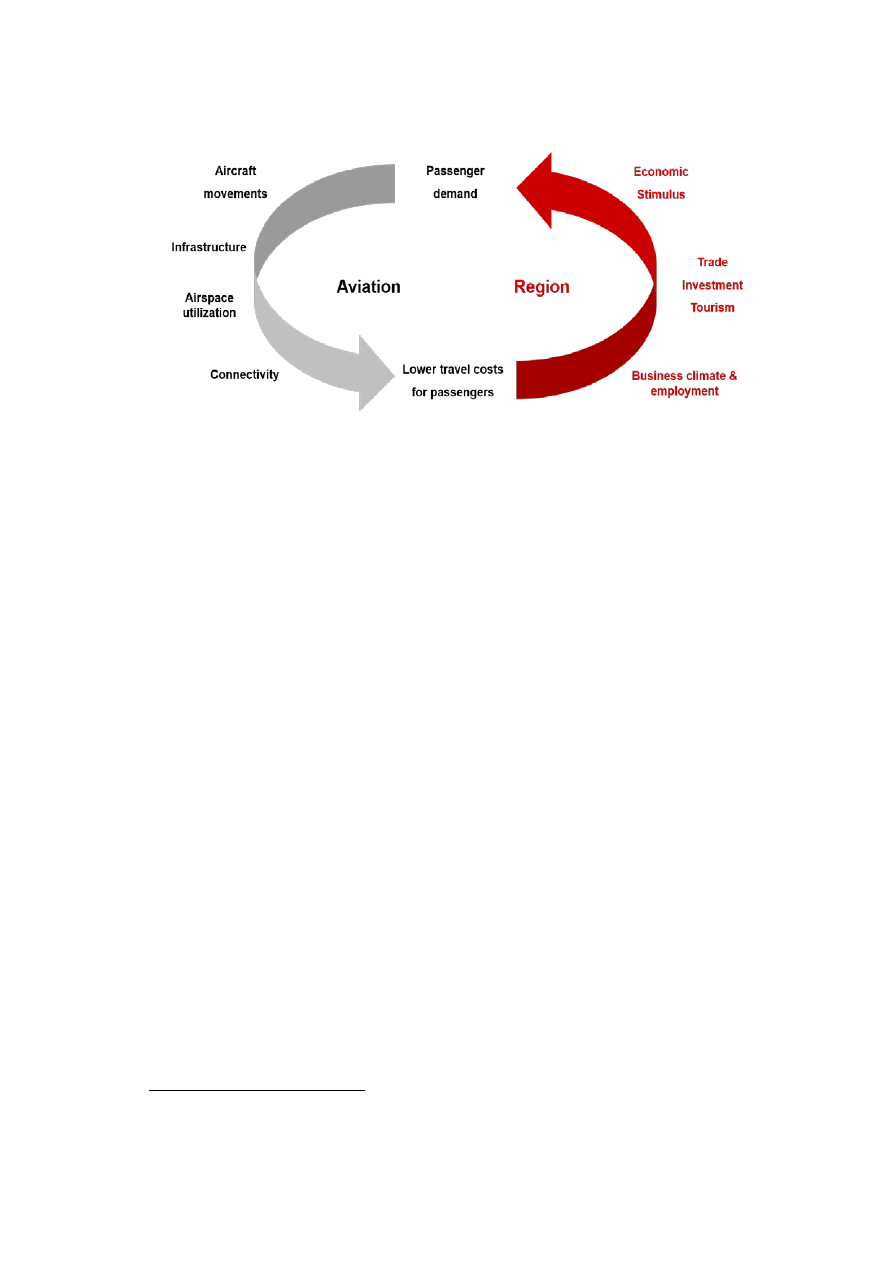 Aircraft
movements
Infrastructure
Airspace
utilization
Connectivity
Passenger
demand
Aviation
Lower travel costs
for passengers
Region
Economic
Stimulus
Trade
Investment
Tourism
Business climate &
employment